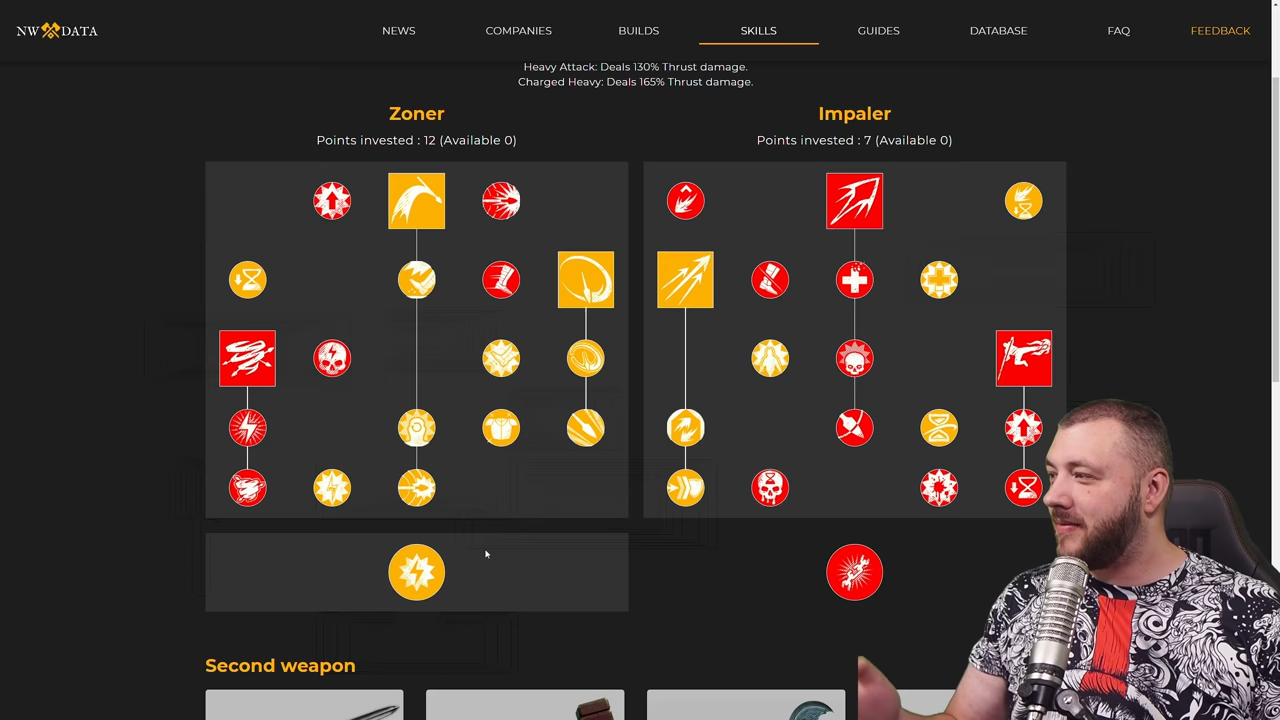 NW DATA
NEWS
COMPANIES
BUILDS
SKILLS
GUIDES
DATABASE
FAQ
FEEDBACK
Heavy Attack: Deals 130% Thrust damage.
Charged Heavy: Deals 165% Thrust damage.
Zoner
Points invested : 12 (Available 0)
Impaler
Points invested : 7 (Available 0)
Second weapon